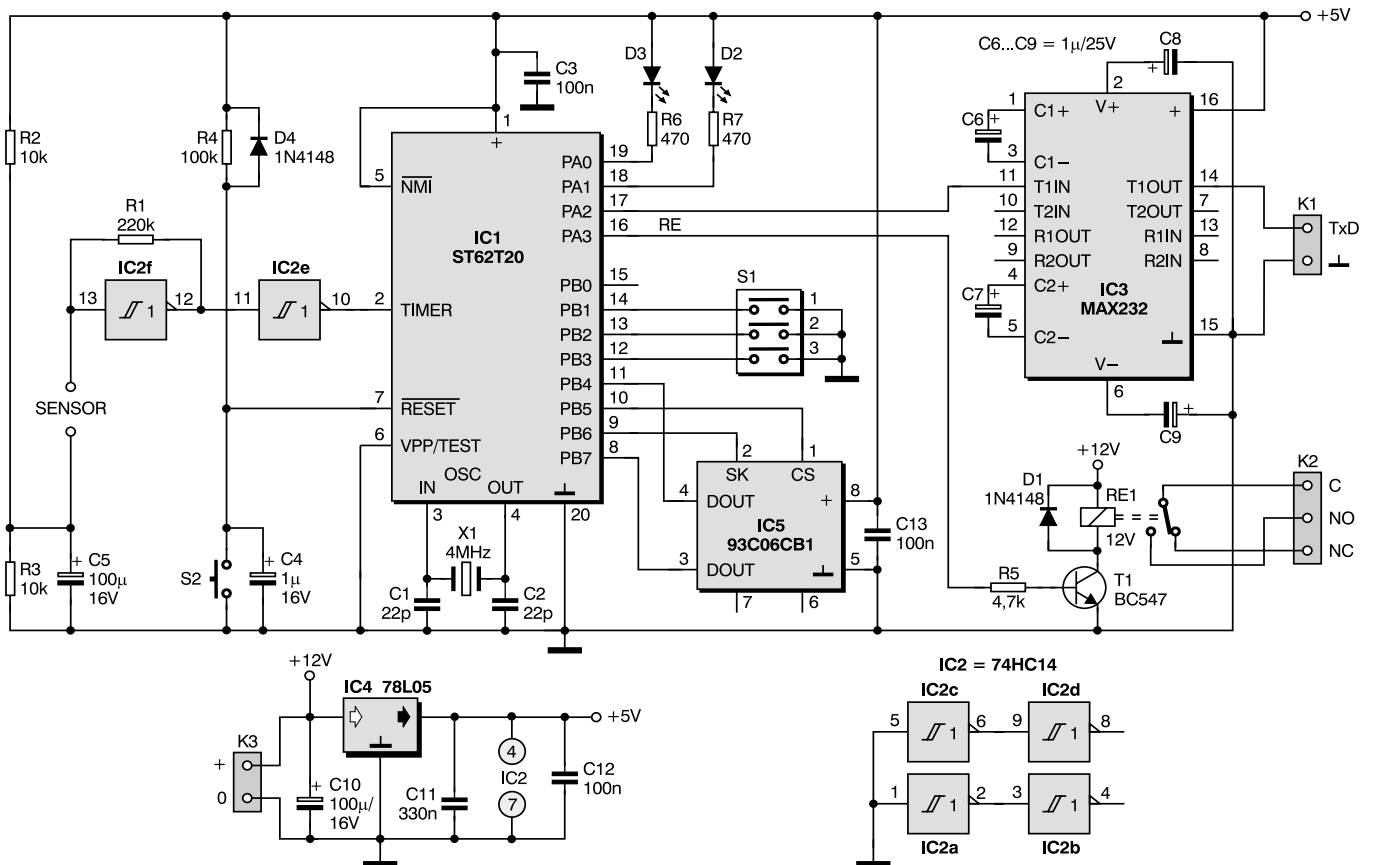 +5V
C6...C9 = 1µ/25V
C8
+
2
V+
D3
D2
C3
100n
1
+
R6
470
R7
470
R2
10k
R4
100k
D4
1N4148
5
NMI
IC1
ST62T20
PA0
19
PA1
18
PA2
17
PA3
16
RE
PB0
15
PB1
14
PB2
13
PB3
12
PB4
11
PB5
10
PB6
9
PB7
8
R1
220k
IC2f
13
1
12
IC2e
11
1
10
2
TIMER
SENSOR
7
RESET
6
VPP/TEST
OSC
IN
OUT
3
4
20
X1
4MHz
C1
22p
C2
22p
R3
10k
+
C5
100µ
16V
S2
+
C4
1µ
16V
S1
1
2
3
2
1
SK
CS
4
DOUT
+
8
IC5
93C06CB1
3
DOUT
5
7
6
C13
100n
1
C1+
+
16
C6
+
3
C1–
11
T1IN
T1OUT
14
10
T2IN
T2OUT
7
12
R1OUT
R1IN
13
9
R2OUT
R2IN
8
4
C2+
IC3
MAX232
C7
+
5
C2–
15
V–
6
+
C9
K1
TxD
+12V
D1
1N4148
RE1
12V
K2
C
NO
NC
R5
4,7k
T1
BC547
+12V
IC4 78L05
+5V
K3
+
0
+
C10
100µ/
16V
C11
330n
4
IC2
7
C12
100n
IC2 = 74HC14
IC2c
IC2d
5
1
6
9
1
8
1
1
2
3
1
4
IC2a
IC2b